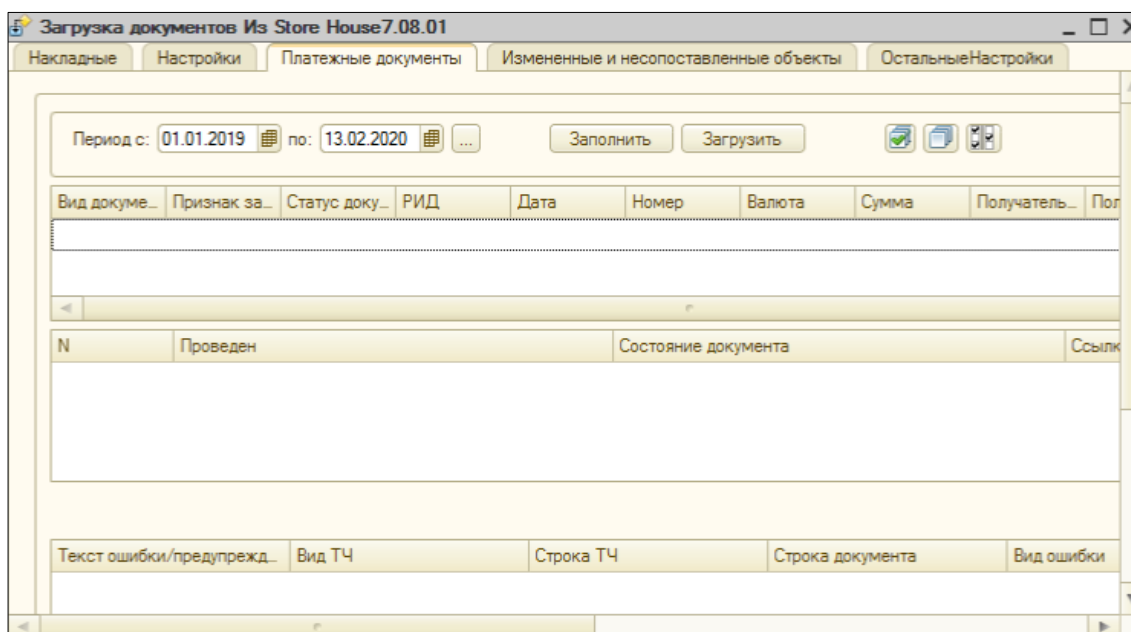 Загрузка документов Из Store House7.08.01
Накладные Настройки Платежные документы Измененные и несопоставленные объекты ОстальныеНастройки
Период с: 01.01.2019 по: 13.02.2020 ... Заполнить Загрузить
Вид докуме... Признак за... Статус доку... РИД Дата Номер Валюта Сумма Получатель... Пол
N Проведен Состояние документа Ссылк
Текст ошибки/предупрежд... Вид ТЧ Строка ТЧ Строка документа Вид ошибки